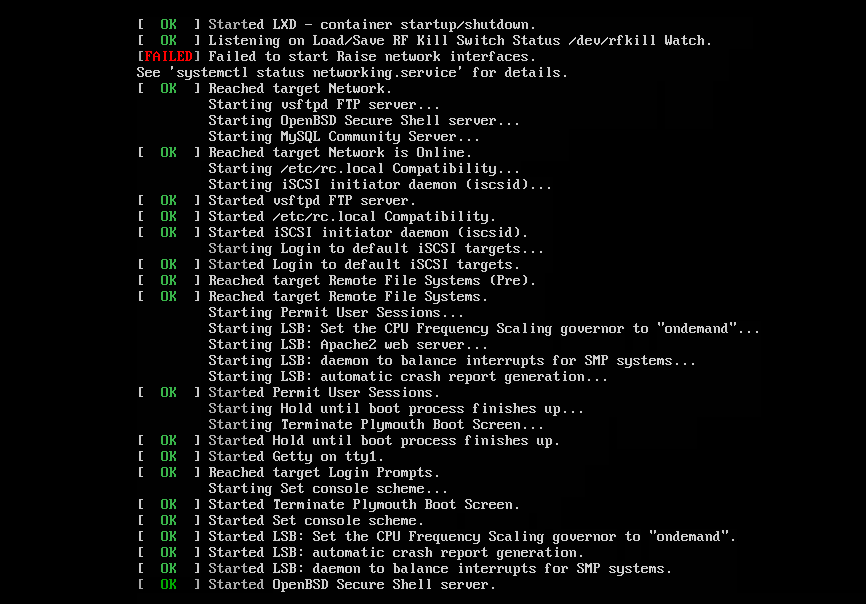 [  OK  ] Started LXD - container startup/shutdown.
[  OK  ] Listening on Load/Save RF Kill Switch Status /dev/rfkill Watch.
[FAILED] Failed to start Raise network interfaces.
See 'systemctl status networking.service' for details.
[  OK  ] Reached target Network.
         Starting vsftpd FTP server...
         Starting OpenBSD Secure Shell server...
         Starting MySQL Community Server...
[  OK  ] Reached target Network is Online.
         Starting /etc/rc.local Compatibility...
         Starting iSCSI initiator daemon (iscsid)...
[  OK  ] Started vsftpd FTP server.
[  OK  ] Started /etc/rc.local Compatibility.
[  OK  ] Started iSCSI initiator daemon (iscsid).
         Starting Login to default iSCSI targets...
[  OK  ] Started Login to default iSCSI targets.
[  OK  ] Reached target Remote File Systems (Pre).
[  OK  ] Reached target Remote File Systems.
         Starting Permit User Sessions...
         Starting LSB: Set the CPU Frequency Scaling governor to "ondemand"...
         Starting LSB: Apache2 web server...
         Starting LSB: daemon to balance interrupts for SMP systems...
         Starting LSB: automatic crash report generation...
[  OK  ] Started Permit User Sessions.
         Starting Hold until boot process finishes up...
         Starting Terminate Plymouth Boot Screen...
[  OK  ] Started Hold until boot process finishes up.
[  OK  ] Started Getty on tty1.
[  OK  ] Reached target Login Prompts.
         Starting Set console scheme...
[  OK  ] Started Terminate Plymouth Boot Screen.
[  OK  ] Started Set console scheme.
[  OK  ] Started LSB: Set the CPU Frequency Scaling governor to "ondemand".
[  OK  ] Started LSB: automatic crash report generation.
[  OK  ] Started LSB: daemon to balance interrupts for SMP systems.
[  OK  ] Started OpenBSD Secure Shell server.